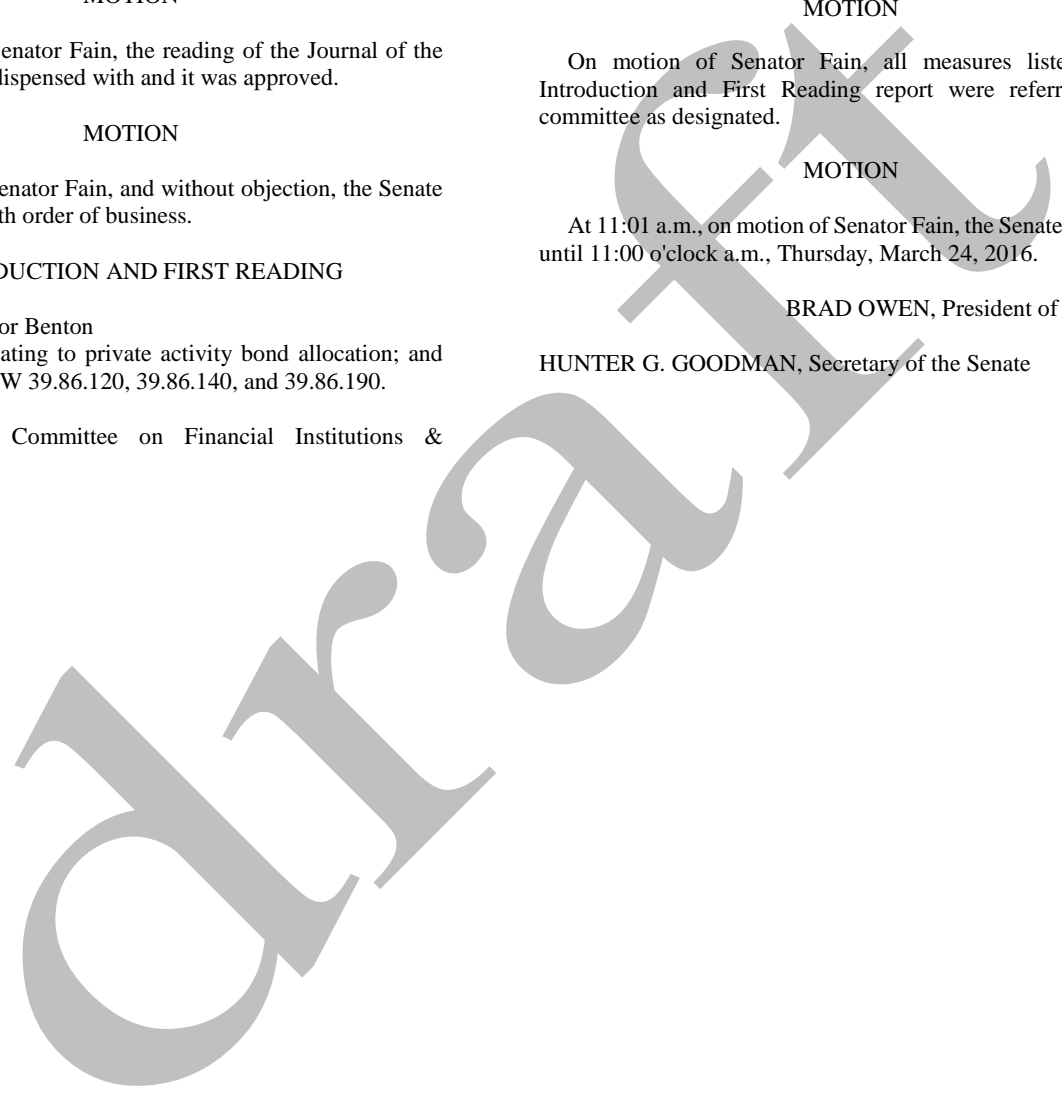 MOTION
enator Fain, the reading of the Journal of the
dispensed with and it was approved.
MOTION
enator Fain, and without objection, the Senate
th order of business.
DUCTION AND FIRST READING
or Benton
ating to private activity bond allocation; and
W 39.86.120, 39.86.140, and 39.86.190.
Committee on Financial Institutions &
MOTION
On motion of Senator Fain, all measures liste
Introduction and First Reading report were referr
committee as designated.
MOTION
At 11:01 a.m., on motion of Senator Fain, the Senate
until 11:00 o'clock a.m., Thursday, March 24, 2016.
BRAD OWEN, President of
HUNTER G. GOODMAN, Secretary of the Senate
draft